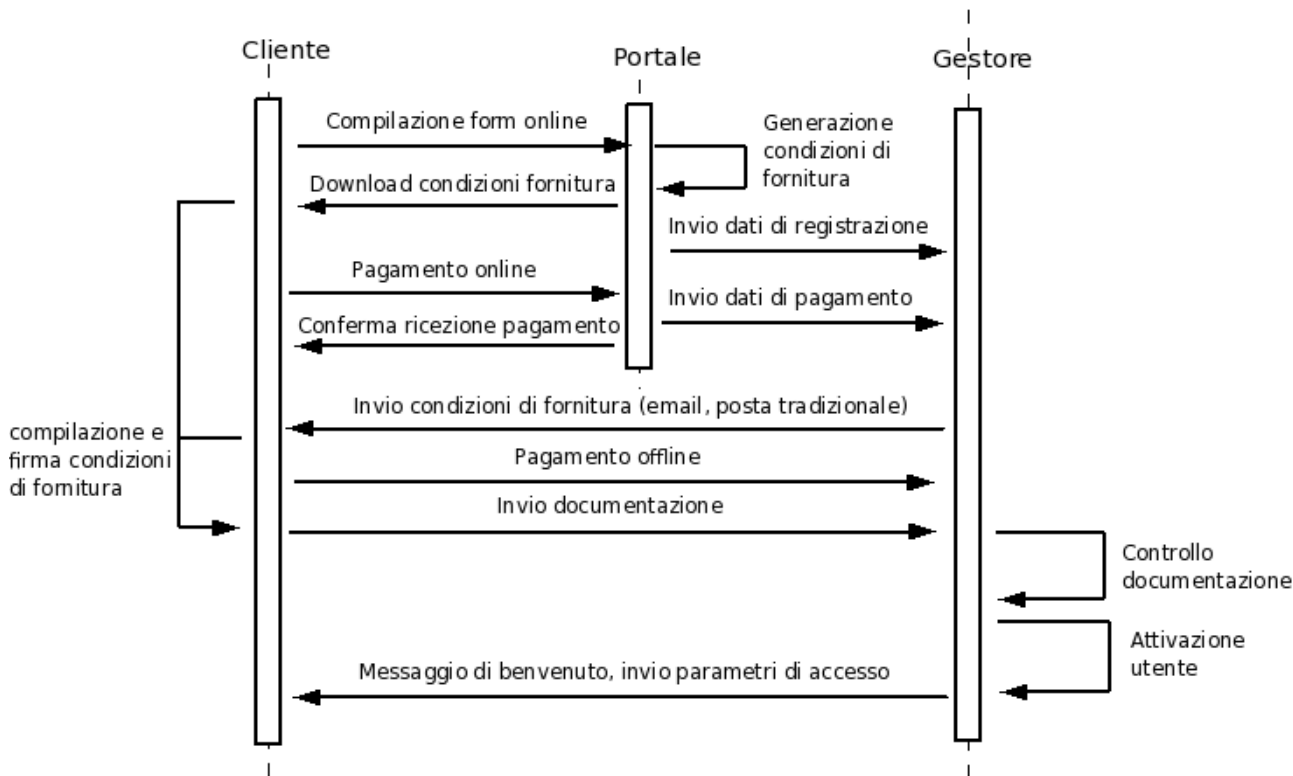 Cliente
Portale
Gestore
Compilazione form online
Generazione
condizioni di
fornitura
Download condizioni fornitura
Invio dati di registrazione
Pagamento online
Invio dati di pagamento
Conferma ricezione pagamento
Invio condizioni di fornitura (email, posta tradizionale)
compilazione e
firma condizioni
di fornitura
Pagamento offline
Invio documentazione
Controllo
documentazione
Attivazione
utente
Messaggio di benvenuto, invio parametri di accesso